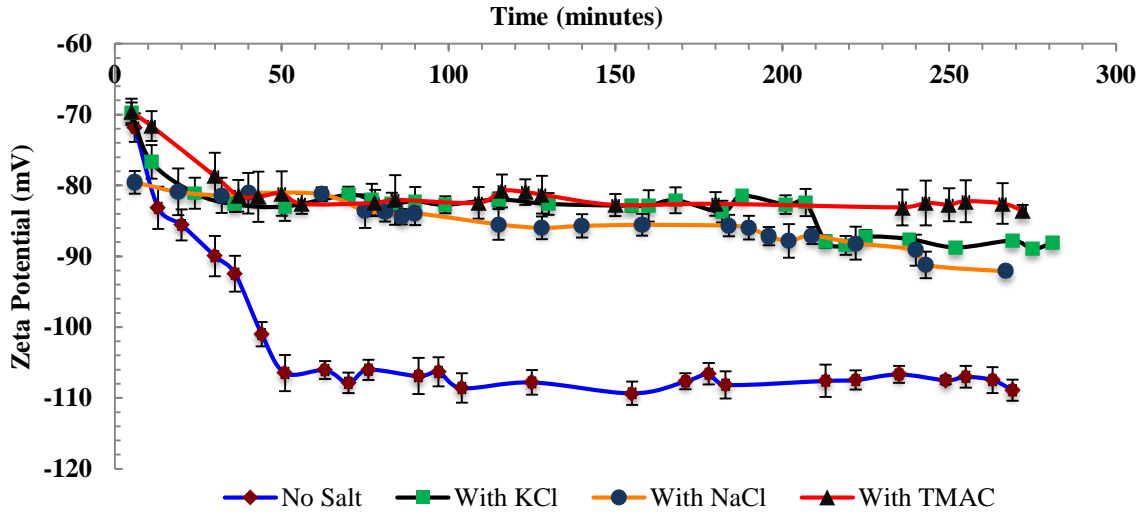 Time (minutes)
-60
0 50 100 150 200 250 300
-70
-80
-90
-100
-110
-120
Zeta Potential (mV)
No Salt With KCl With NaCl With TMAC